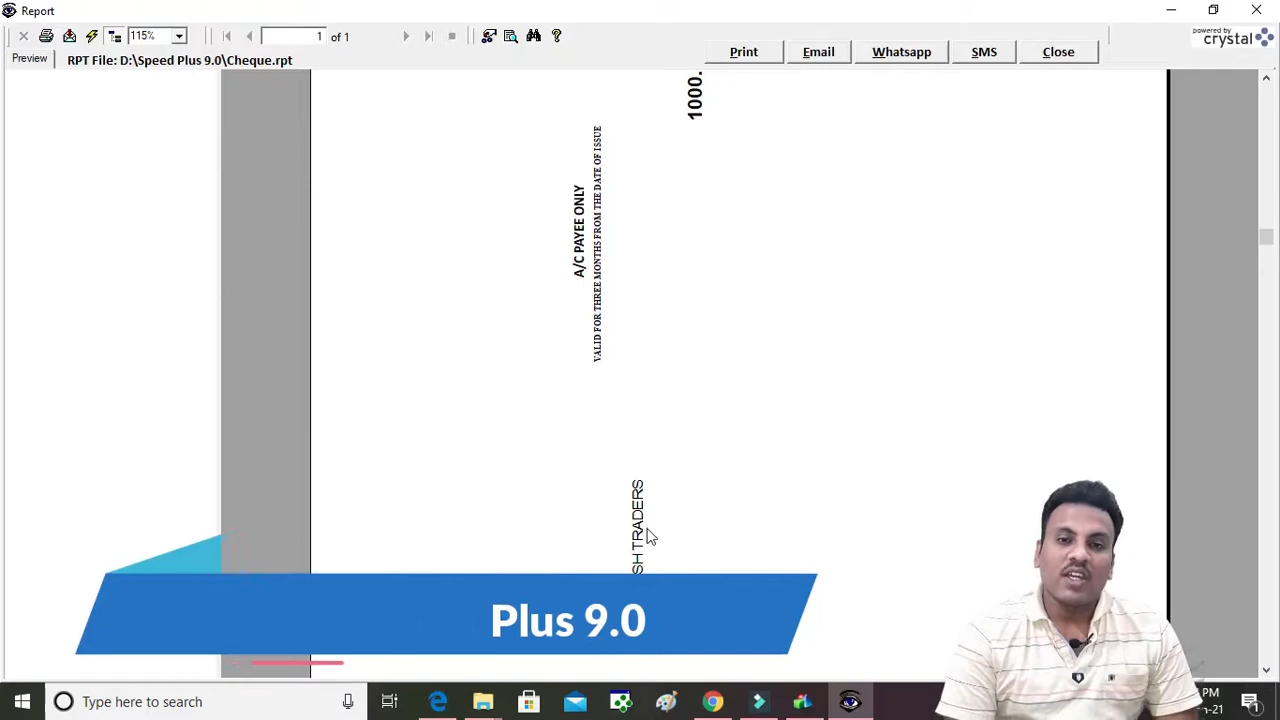 Report
115%
1
of 1
powered by
crystal
Print
Email
Whatsapp
SMS
Close
Preview
RPT File: D:\Speed Plus 9.0\Cheque.rpt
1000.
A/C PAYEE ONLY
VALID FOR THREE MONTHS FROM THE DATE OF ISSUE
SH TRADERS
Plus 9.0
Type here to search
PM
-21
1